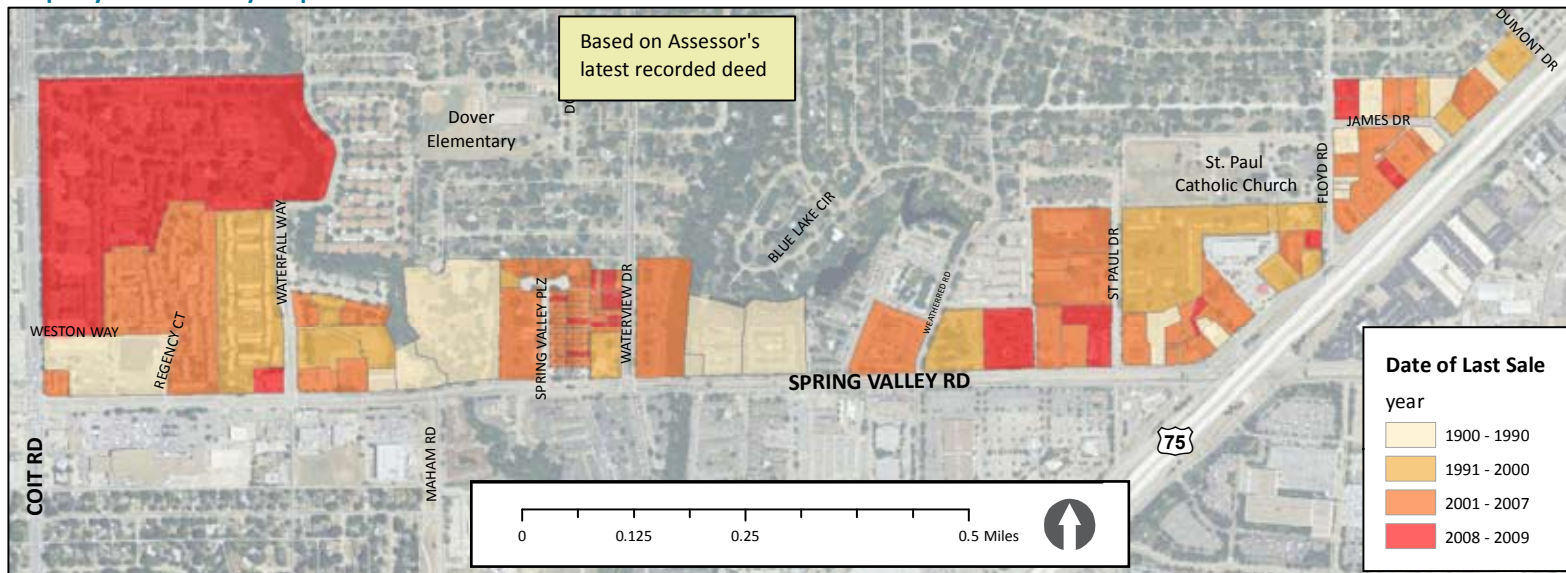 Based on Assessor's
latest recorded deed
DUMONT DR
Dover
Elementary
JAMES DR
St. Paul
Catholic Church
FLOYD RD
WATERFALL WAY
BLUE LAKE CIR
ST PAUL DR
WEATHERRED RD
WESTON WAY
REGENCY CT
SPRING VALLEY PLZ
WATERVIEW DR
SPRING VALLEY RD
COIT RD
MAHAM RD
75
Date of Last Sale
year
1900 - 1990
1991 - 2000
2001 - 2007
2008 - 2009
0 0.125 0.25 0.5 Miles